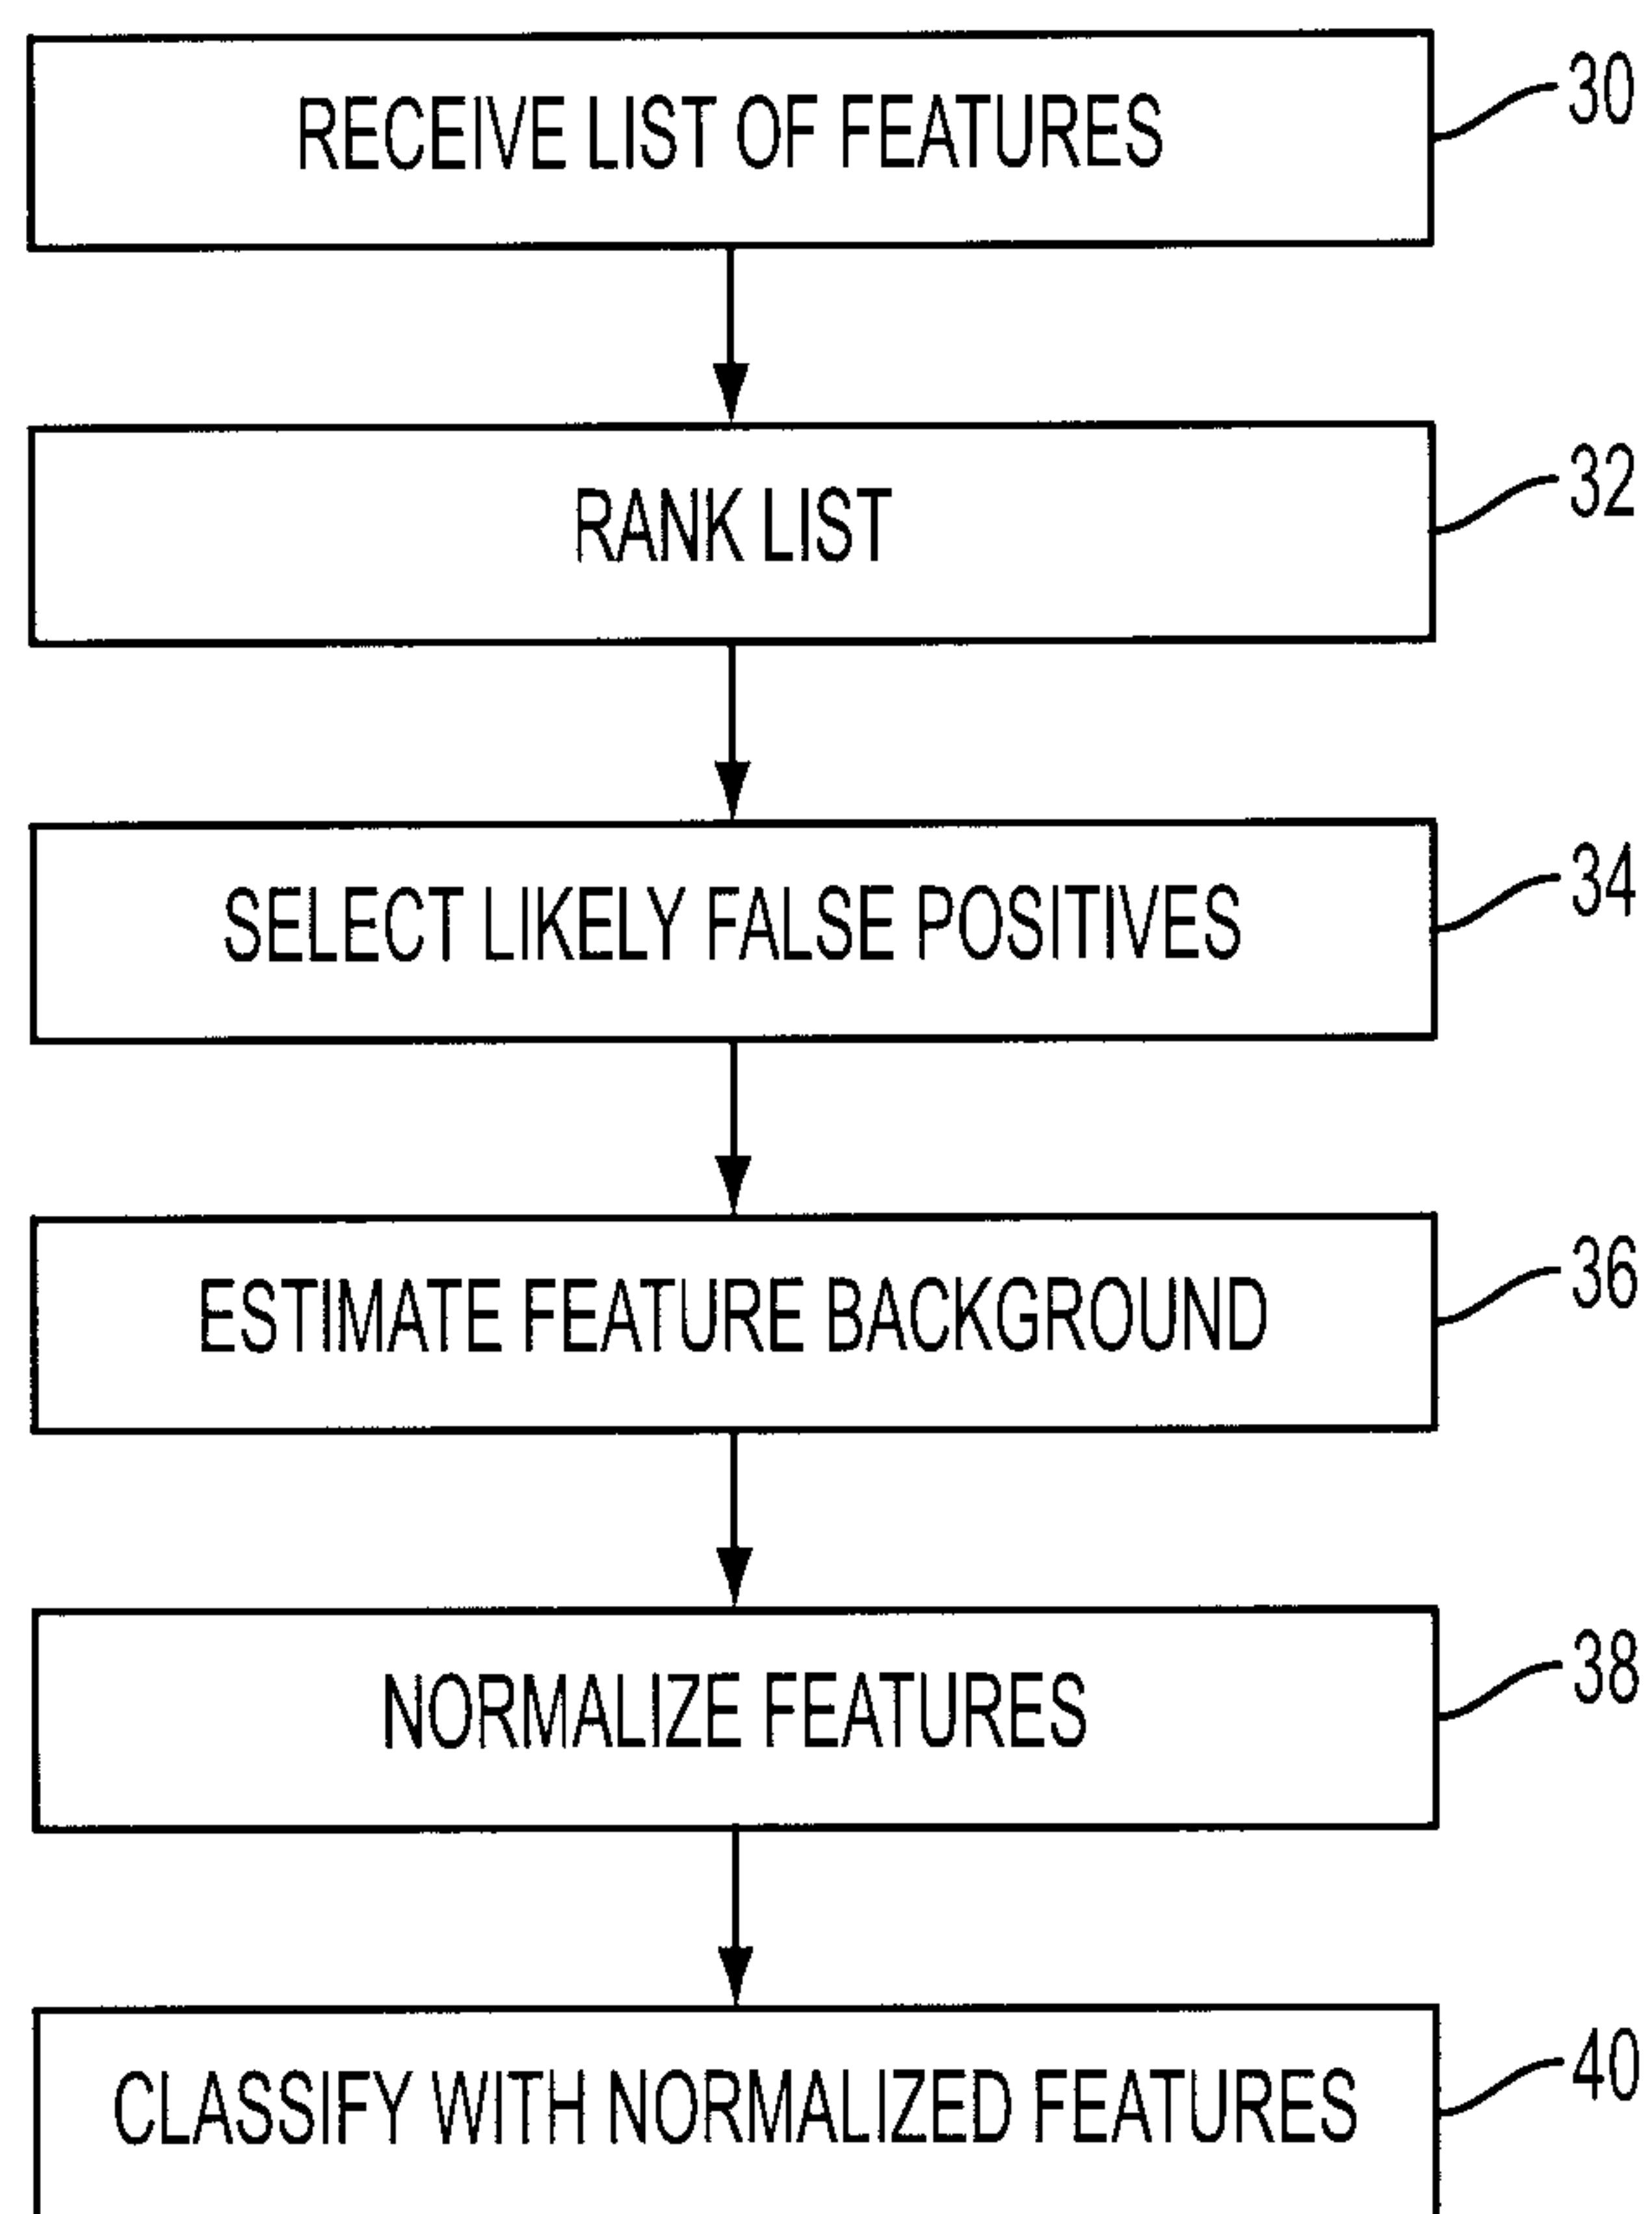 RECEIVE LIST OF FEATURES
30
RANK LIST
32
SELECT LIKELY FALSE POSITIVES
34
ESTIMATE FEATURE BACKGROUND
36
NORMALIZE FEATURES
38
CLASSIFY WITH NORMALIZED FEATURES
40